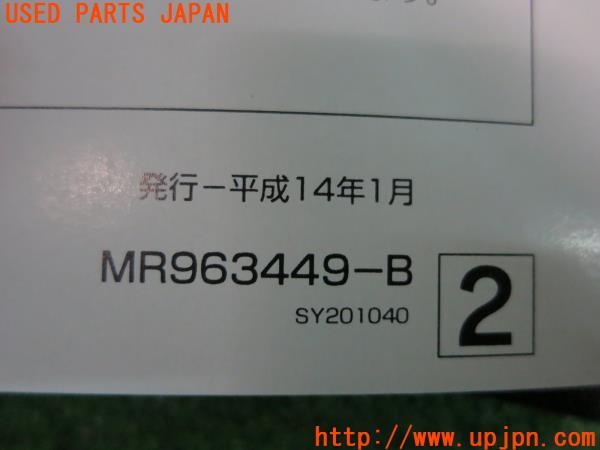 USED PARTS JAPAN
す。
発行－平成14年1月
MR963449－B
2
SY201040
http://www.upjpn.com